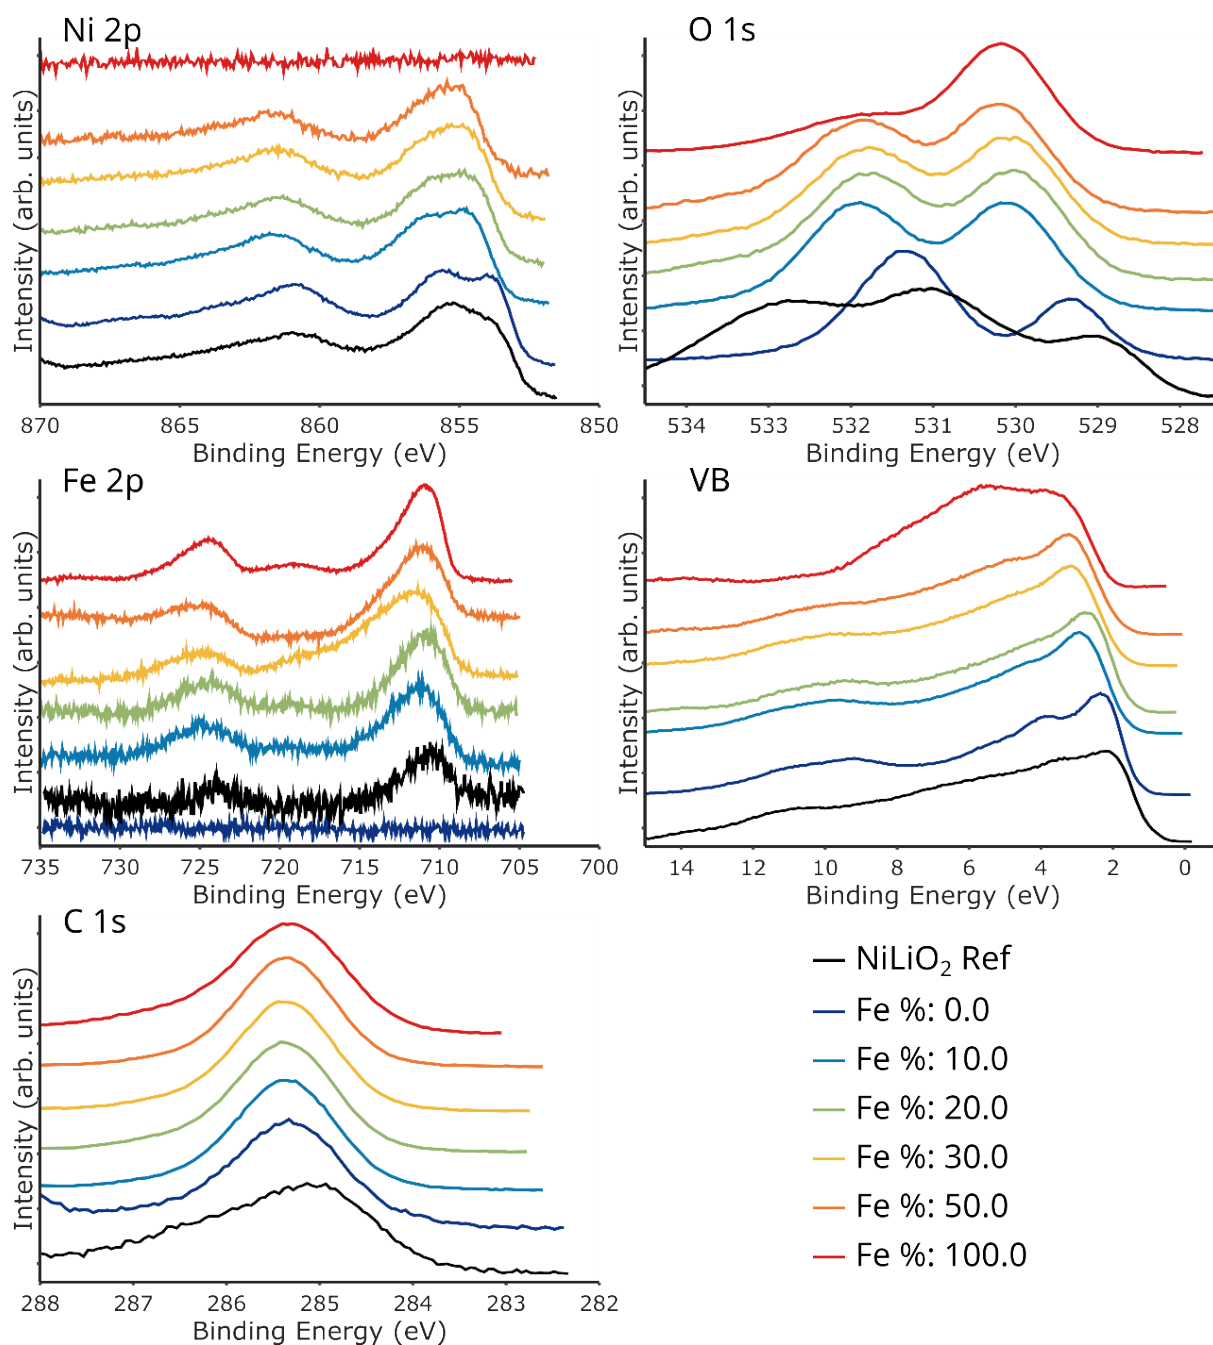 Ni 2p
Intensity (arb. units)
870 865 860 855 850
Binding Energy (eV)
O 1s
Intensity (arb. units)
534 533 532 531 530 529 528
Binding Energy (eV)
Fe 2p
Intensity (arb. units)
735 730 725 720 715 710 705 700
Binding Energy (eV)
VB
Intensity (arb. units)
14 12 10 8 6 4 2 0
Binding Energy (eV)
C 1s
Intensity (arb. units)
288 287 286 285 284 283 282
Binding Energy (eV)
NiLiO₂ Ref
Fe %: 0.0
Fe %: 10.0
Fe %: 20.0
Fe %: 30.0
Fe %: 50.0
Fe %: 100.0